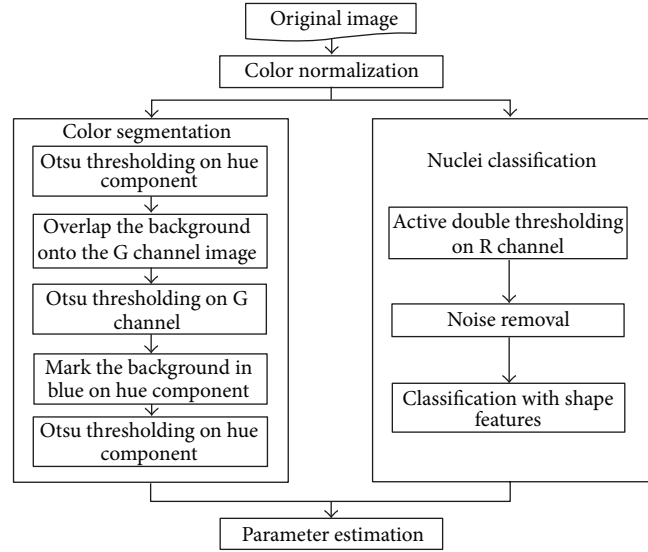 Original image
Color normalization
Color segmentation
Otsu thresholding on hue
component
Overlap the background
onto the G channel image
Otsu thresholding on G
channel
Mark the background in
blue on hue component
Otsu thresholding on hue
component
Nuclei classification
Active double thresholding
on R channel
Noise removal
Classification with shape
features
Parameter estimation